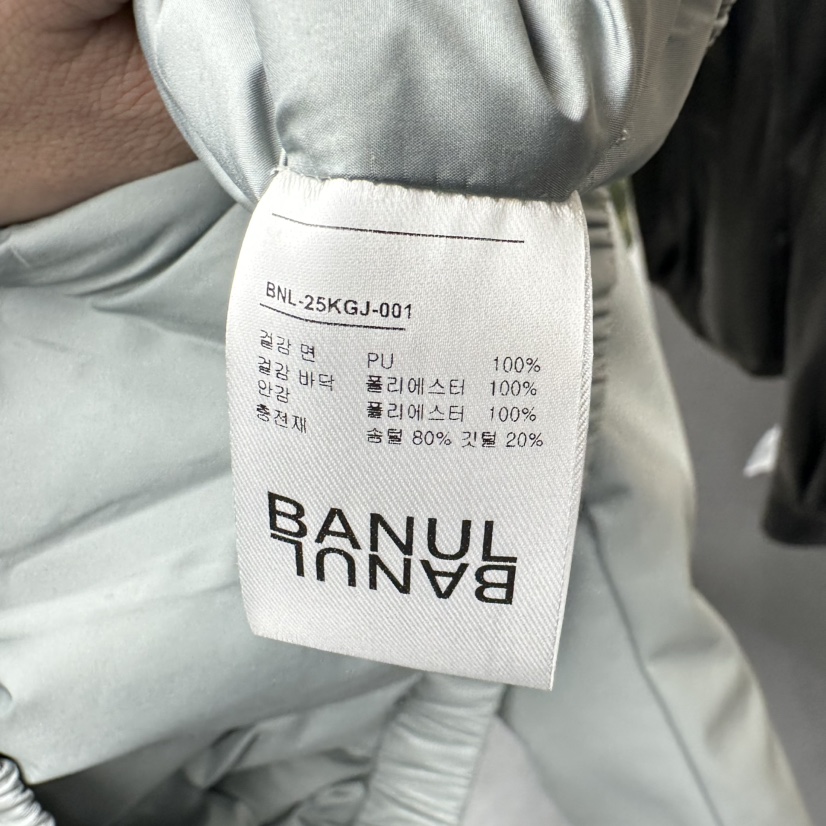 BNL-25KGJ-001
겉감 면 PU 100%
겉감 바닥 폴리에스터 100%
안감 폴리에스터 100%
충전재 솜털 80% 깃털 20%
BANUL
BANUL